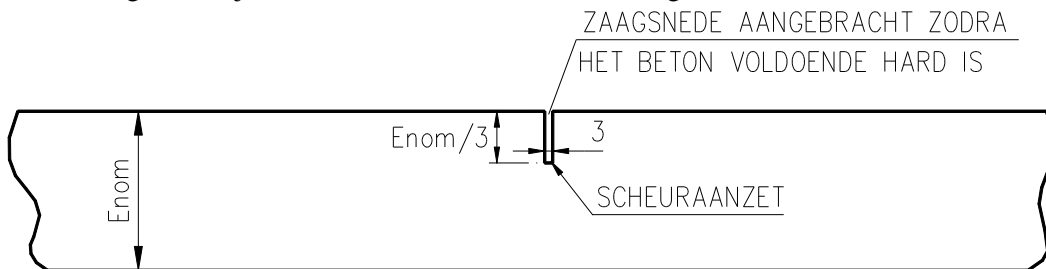 ZAAGSNEDE AANGEBRACHT ZODRA
HET BETON VOLDOENDE HARD IS
Enom/3
3
Enom
SCHEURAANZET